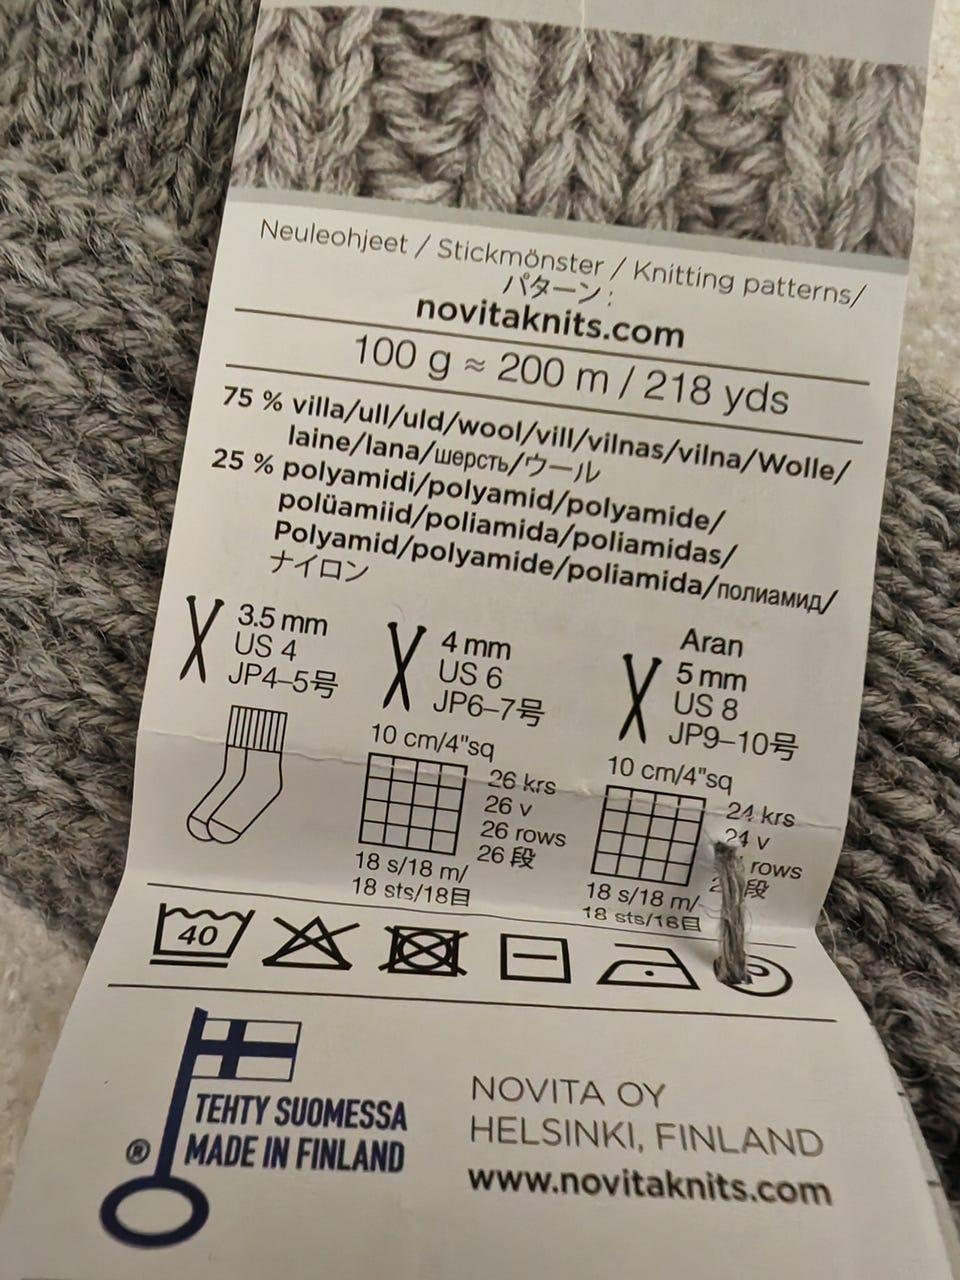 Neuleohjeet / Stickmönster / Knitting patterns/
パターン:
novitaknits.com
100 g ≈ 200 m / 218 yds
75 % villa/ull/uld/wool/vill/vilnas/vilna/Wolle/
laine/lana/шерсть/ウール
25 % polyamidi/polyamid/polyamide/
polüamiid/poliamida/poliamidas/
Polyamid/polyamide/poliamida/полиамид/
ナイロン
3.5 mm
US 4
JP4–5号
4 mm
US 6
JP6–7号
10 cm/4"sq
26 krs
26 v
26 rows
26 段
18 s/18 m/
18 sts/18目
Aran
5 mm
US 8
JP9–10号
10 cm/4"sq
24 krs
24 v
rows
段
18 s/18 m/
18 sts/18目
40
P
TEHTY SUOMESSA
MADE IN FINLAND
®
NOVITA OY
HELSINKI, FINLAND
www.novitaknits.com